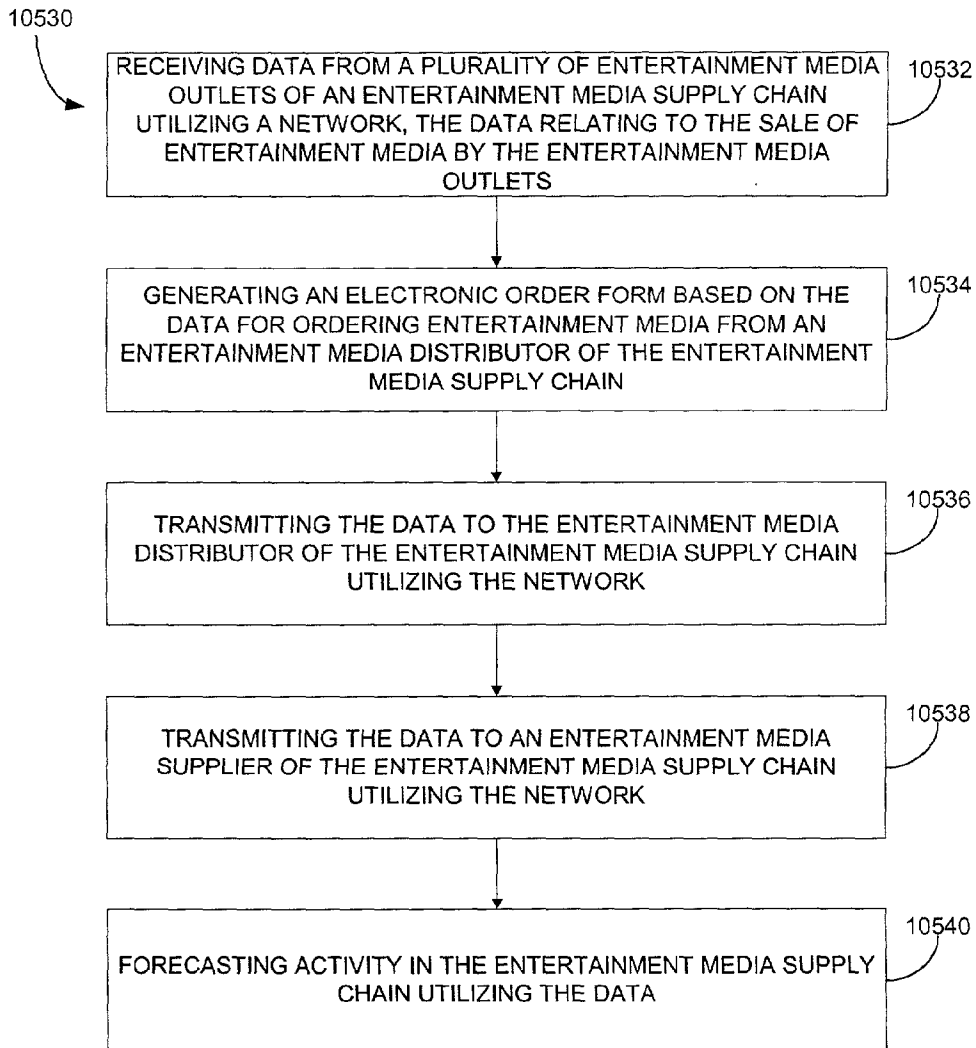 10530
RECEIVING DATA FROM A PLURALITY OF ENTERTAINMENT MEDIA
OUTLETS OF AN ENTERTAINMENT MEDIA SUPPLY CHAIN
UTILIZING A NETWORK, THE DATA RELATING TO THE SALE OF
ENTERTAINMENT MEDIA BY THE ENTERTAINMENT MEDIA
OUTLETS
10532
GENERATING AN ELECTRONIC ORDER FORM BASED ON THE
DATA FOR ORDERING ENTERTAINMENT MEDIA FROM AN
ENTERTAINMENT MEDIA DISTRIBUTOR OF THE ENTERTAINMENT
MEDIA SUPPLY CHAIN
10534
TRANSMITTING THE DATA TO THE ENTERTAINMENT MEDIA
DISTRIBUTOR OF THE ENTERTAINMENT MEDIA SUPPLY CHAIN
UTILIZING THE NETWORK
10536
TRANSMITTING THE DATA TO AN ENTERTAINMENT MEDIA
SUPPLIER OF THE ENTERTAINMENT MEDIA SUPPLY CHAIN
UTILIZING THE NETWORK
10538
FORECASTING ACTIVITY IN THE ENTERTAINMENT MEDIA SUPPLY
CHAIN UTILIZING THE DATA
10540